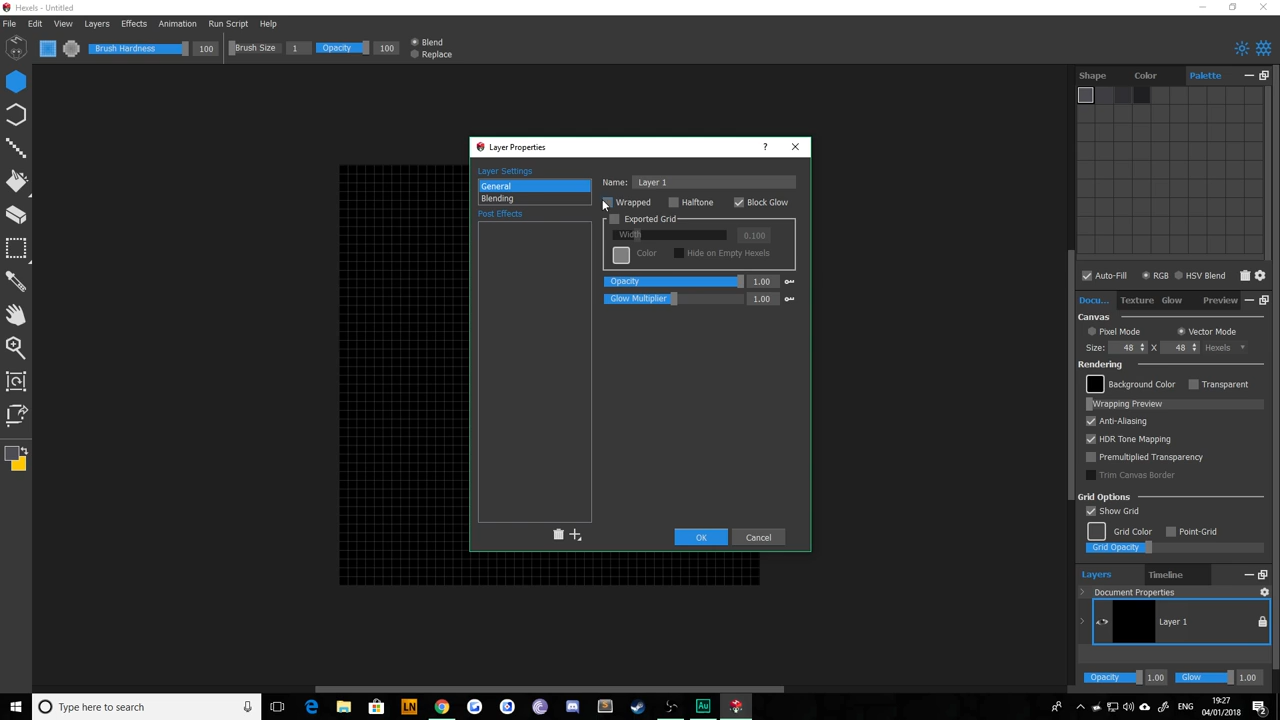 Hexels - Untitled
File Edit View Layers Effects Animation Run Script Help
Brush Hardness 100 Brush Size 1 Opacity 100 Blend
Replace
Shape Color Palette
Layer Properties ?
Layer Settings
General
Blending
Post Effects
Name: Layer 1
Wrapped Halftone Block Glow
Exported Grid
Width 0.100
Color Hide on Empty Hexels
Opacity 1.00
Glow Multiplier 1.00
OK Cancel
Auto-Fill RGB HSV Blend
Docu... Texture Glow Preview
Canvas
Pixel Mode Vector Mode
Size: 48 X 48 Hexels
Rendering
Background Color Transparent
Wrapping Preview
Anti-Aliasing
HDR Tone Mapping
Premultiplied Transparency
Trim Canvas Border
Grid Options
Show Grid
Grid Color Point-Grid
Grid Opacity
Layers Timeline
Document Properties
Layer 1
Opacity 1.00 Glow 1.00
Type here to search
LN
Au
ENG
19:27
04/01/2018